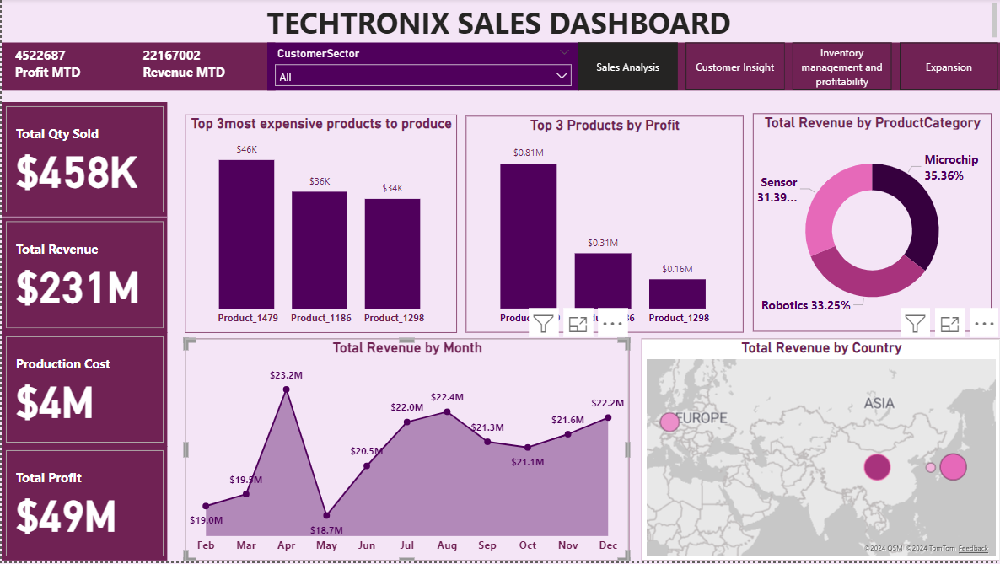 TECHTRONIX SALES DASHBOARD
4522687
Profit MTD
22167002
Revenue MTD
CustomerSector
All
Sales Analysis
Customer Insight
Inventory
management and
profitability
Expansion
Total Qty Sold
$458K
Total Revenue
$231M
Production Cost
$4M
Total Profit
$49M
Top 3most expensive products to produce
$46K
$36K
$34K
Product_1479
Product_1186
Product_1298
Top 3 Products by Profit
$0.81M
$0.31M
$0.16M
Product_1298
Total Revenue by ProductCategory
Microchip
35.36%
Sensor
31.39...
Robotics 33.25%
Total Revenue by Month
$19.0M
$19.5M
$23.2M
$18.7M
$20.5M
$22.0M
$22.4M
$21.3M
$21.1M
$21.6M
$22.2M
Feb Mar Apr May Jun Jul Aug Sep Oct Nov Dec
Total Revenue by Country
EUROPE
ASIA
©2024 OSM ©2024 TomTom Feedback